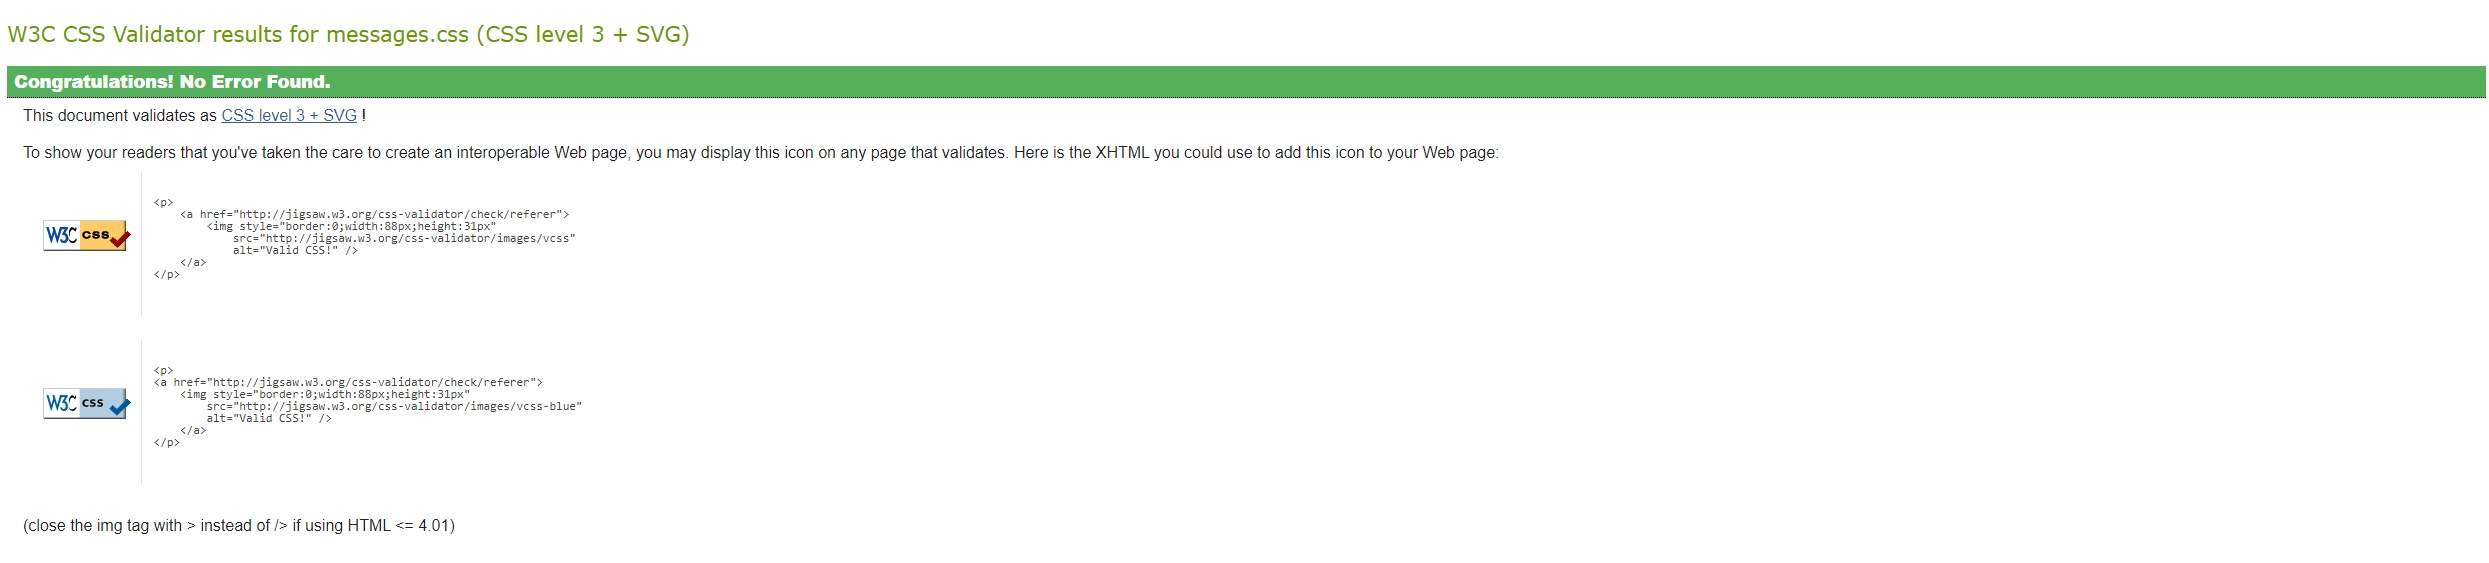 W3C CSS Validator results for messages.css (CSS level 3 + SVG)
Congratulations! No Error Found.
This document validates as CSS level 3 + SVG !
To show your readers that you've taken the care to create an interoperable Web page, you may display this icon on any page that validates. Here is the XHTML you could use to add this icon to your Web page:
W3C css
<p>
    <a href="http://jigsaw.w3.org/css-validator/check/referer">
        <img style="border:0;width:88px;height:31px"
            src="http://jigsaw.w3.org/css-validator/images/vcss"
            alt="Valid CSS!" />
    </a>
</p>
W3C css
<p>
<a href="http://jigsaw.w3.org/css-validator/check/referer">
    <img style="border:0;width:88px;height:31px"
        src="http://jigsaw.w3.org/css-validator/images/vcss-blue"
        alt="Valid CSS!" />
    </a>
</p>
(close the img tag with > instead of /> if using HTML <= 4.01)